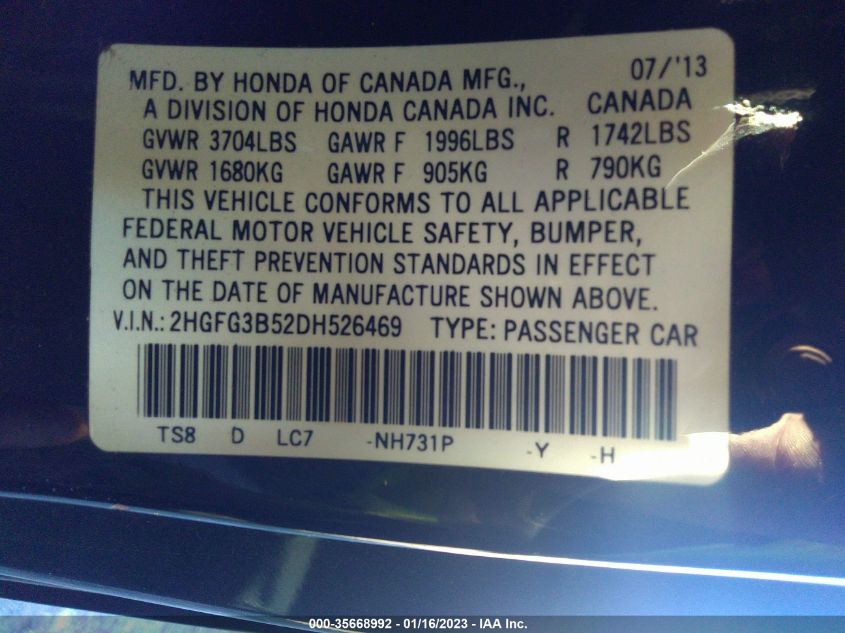 07/'13
MFD. BY HONDA OF CANADA MFG.,
A DIVISION OF HONDA CANADA INC. CANADA
GVWR 3704LBS GAWR F 1996LBS R 1742LBS
GVWR 1680KG GAWR F 905KG R 790KG
THIS VEHICLE CONFORMS TO ALL APPLICABLE
FEDERAL MOTOR VEHICLE SAFETY, BUMPER,
AND THEFT PREVENTION STANDARDS IN EFFECT
ON THE DATE OF MANUFACTURE SHOWN ABOVE.
V.I.N.: 2HGFG3B52DH526469 TYPE: PASSENGER CAR
TS8 D LC7 -NH731P -Y -H
000-35668992 - 01/16/2023 - IAA Inc.